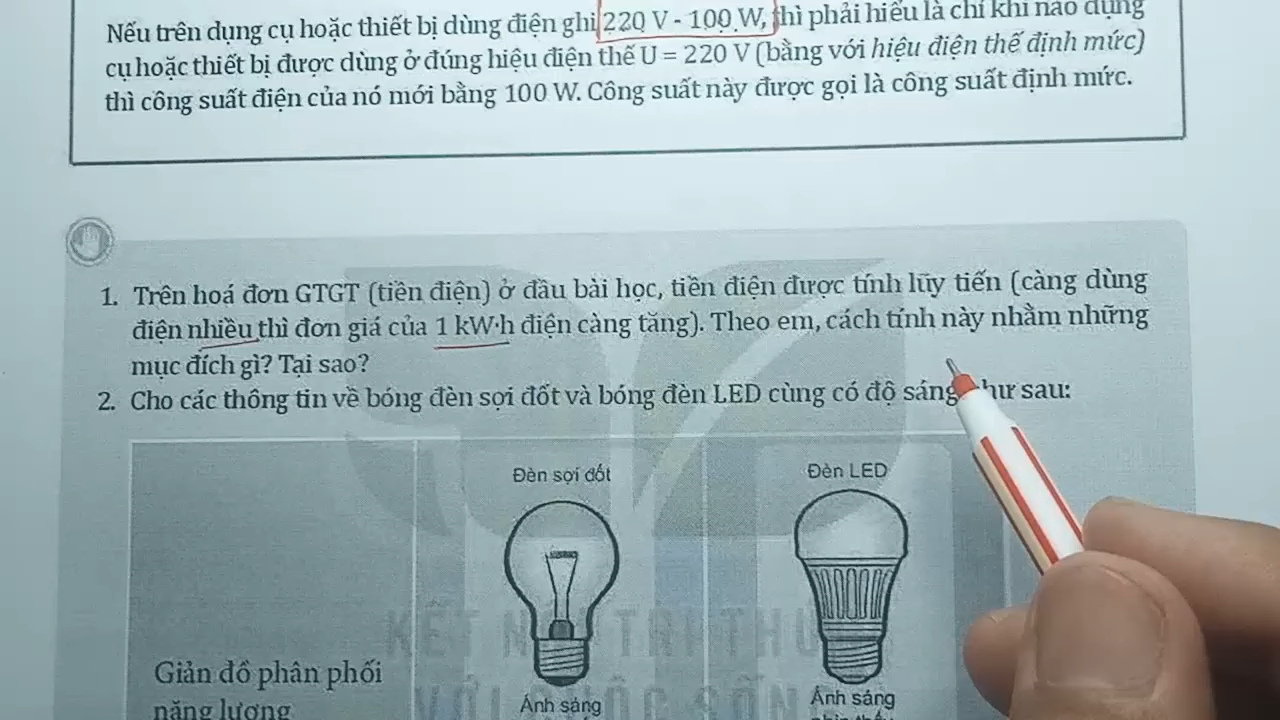 Nếu trên dụng cụ hoặc thiết bị dùng điện ghi 220 V - 100 W, thì phải hiểu là chỉ khi nào dụng
cụ hoặc thiết bị được dùng ở đúng hiệu điện thế U = 220 V (bằng với hiệu điện thế định mức)
thì công suất điện của nó mới bằng 100 W. Công suất này được gọi là công suất định mức.
1. Trên hoá đơn GTGT (tiền điện) ở đầu bài học, tiền điện được tính lũy tiến (càng dùng
điện nhiều thì đơn giá của 1 kW·h điện càng tăng). Theo em, cách tính này nhằm những
mục đích gì? Tại sao?
2. Cho các thông tin về bóng đèn sợi đốt và bóng đèn LED cùng có độ sáng như sau:
Đèn sợi đốt
Đèn LED
KẾT NỐI TRI THỨC
Giản đồ phân phối
năng lượng
VỚI CUỘC SỐNG
Ánh sáng
Ánh sáng
nhìn thấy